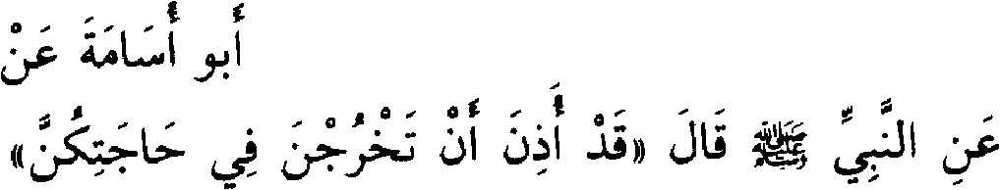 أَبو أُسَامَةَ عَنْ
عَنِ النَّبِيِّ ﷺ قَالَ «قَدْ أُذِنَ أَنْ تَخْرُجْنَ فِي حَاجَتِكُنَّ»